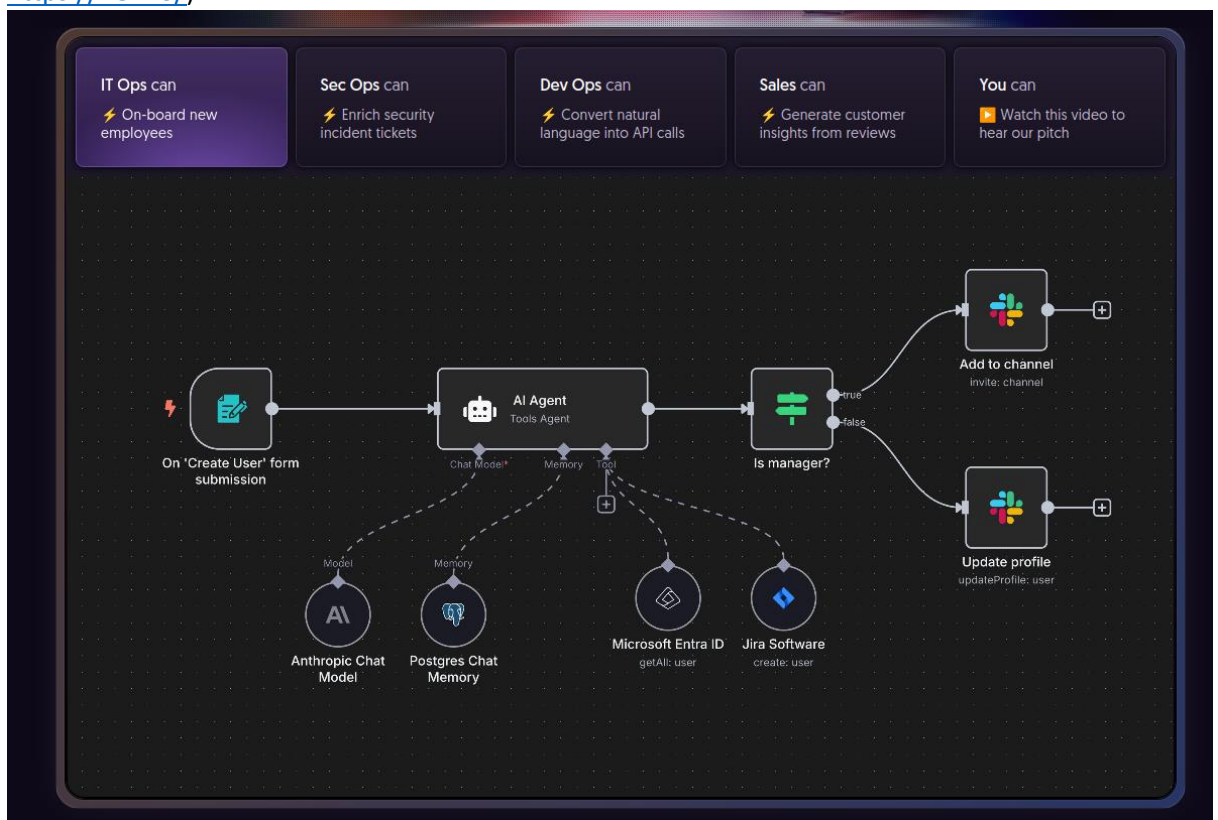 IT Ops can
⚡ On-board new
employees
Sec Ops can
⚡ Enrich security
incident tickets
Dev Ops can
⚡ Convert natural
language into API calls
Sales can
⚡ Generate customer
insights from reviews
You can
▶️ Watch this video to
hear our pitch
On 'Create User' form
submission
AI Agent
Tools Agent
Chat Model*
Memory
Tool
Is manager?
true
false
Add to channel
invite: channel
Update profile
updateProfile: user
Model
Memory
Anthropic Chat
Model
Postgres Chat
Memory
Microsoft Entra ID
getAll: user
Jira Software
create: user